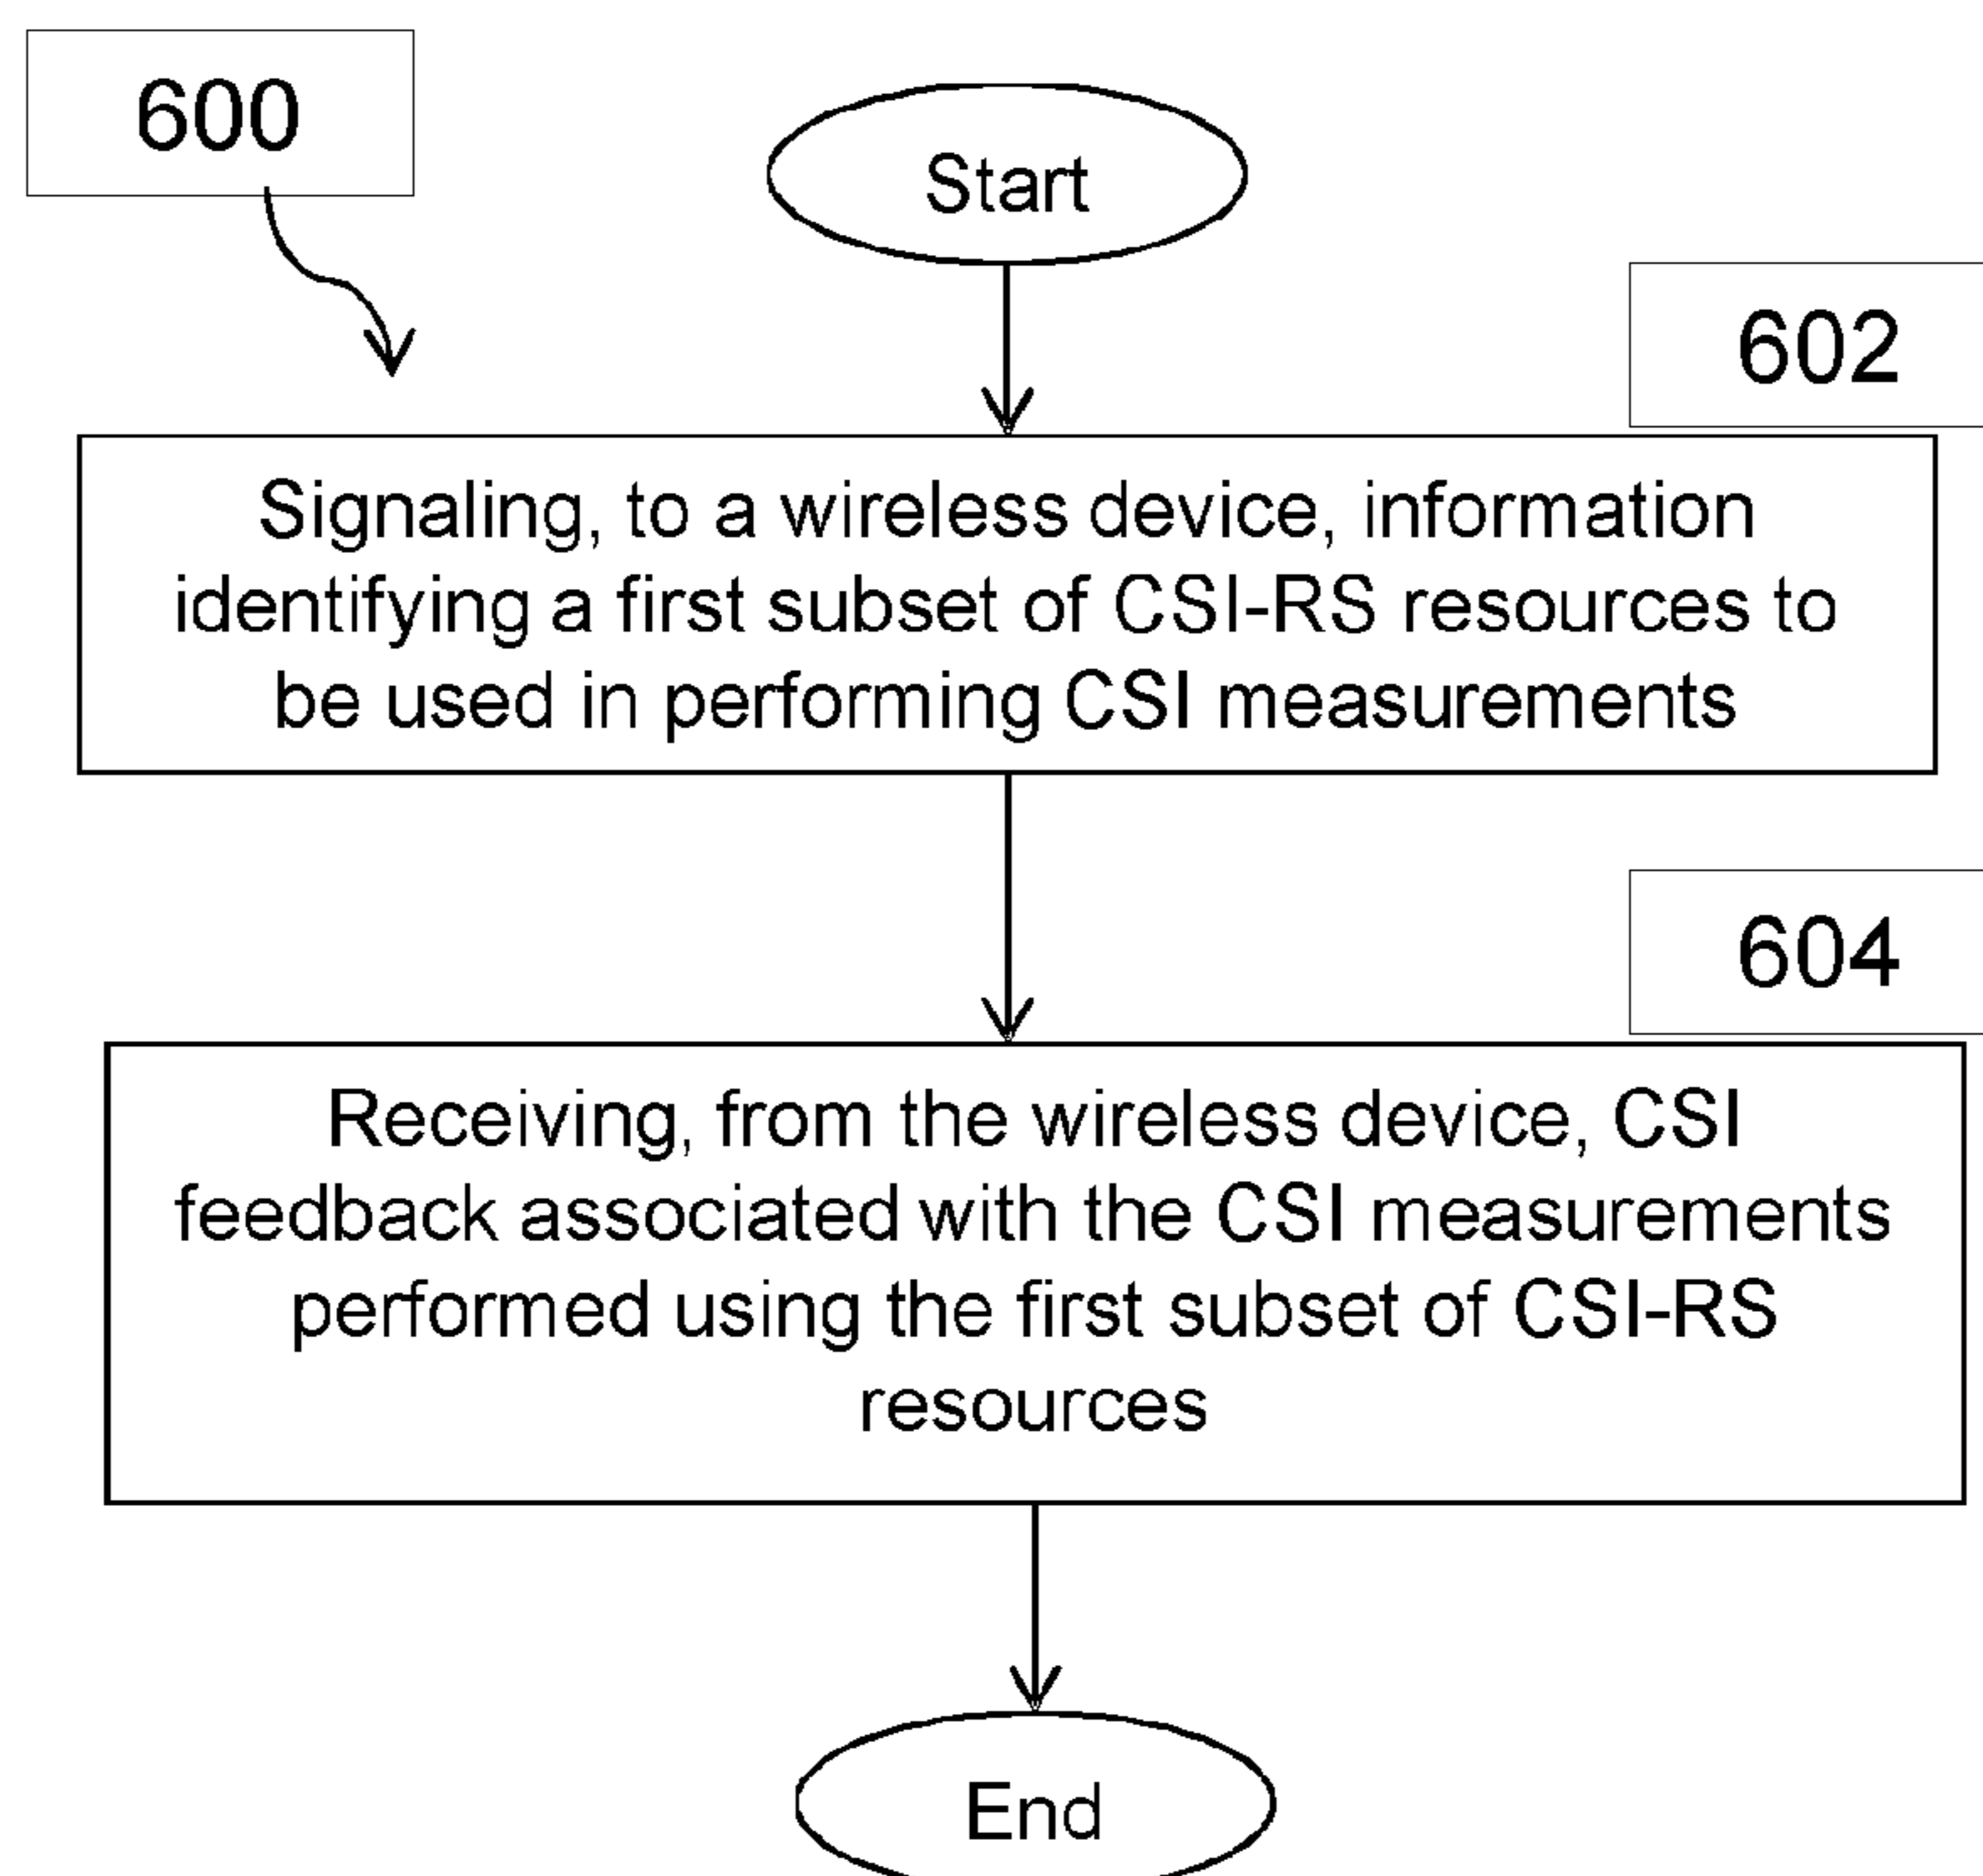 600
Start
602
Signaling, to a wireless device, information
identifying a first subset of CSI-RS resources to
be used in performing CSI measurements
604
Receiving, from the wireless device, CSI
feedback associated with the CSI measurements
performed using the first subset of CSI-RS
resources
End